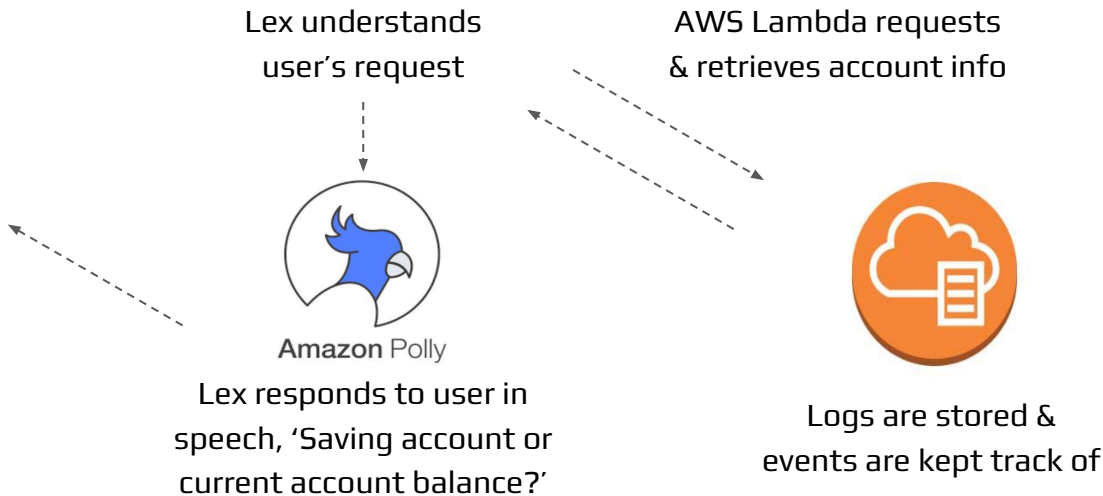 Lex understands
user’s request
AWS Lambda requests
& retrieves account info
Amazon Polly
Lex responds to user in
speech, ‘Saving account or
current account balance?’
Logs are stored &
events are kept track of